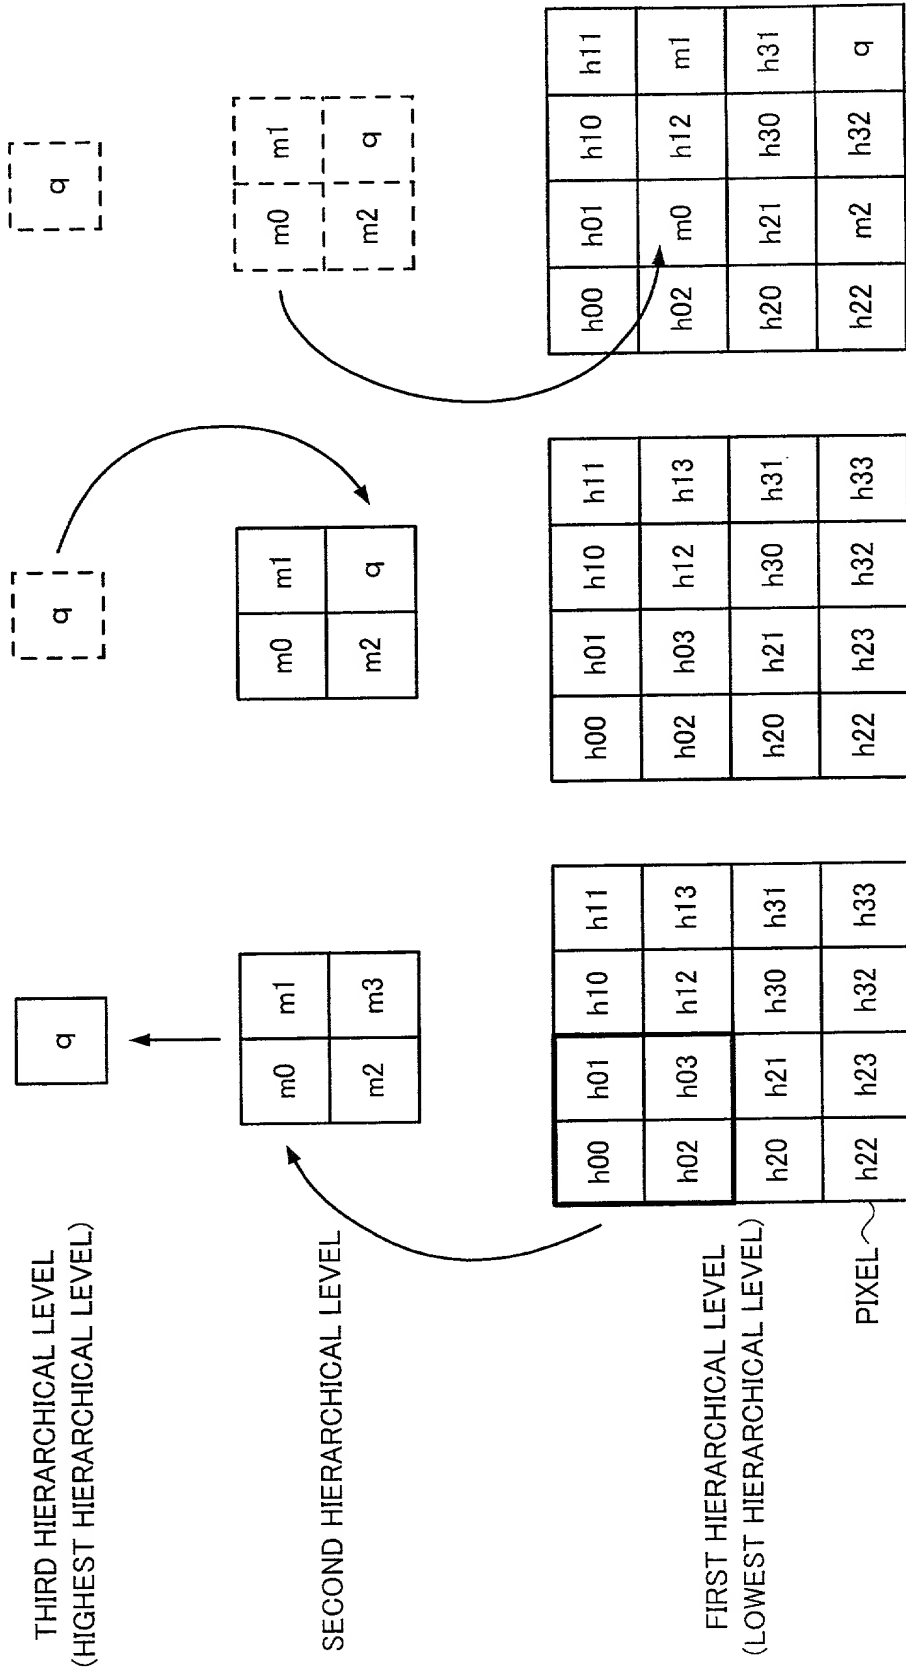 THIRD HIERARCHICAL LEVEL
(HIGHEST HIERARCHICAL LEVEL)
q
q
q
SECOND HIERARCHICAL LEVEL
m0 m1
m2 m3
m0 m1
m2 q
m0 m1
m2 q
FIRST HIERARCHICAL LEVEL
(LOWEST HIERARCHICAL LEVEL)
PIXEL
h00 h01 h10 h11
h02 h03 h12 h13
h20 h21 h30 h31
h22 h23 h32 h33
h00 h01 h10 h11
h02 h03 h12 h13
h20 h21 h30 h31
h22 h23 h32 h33
h00 h01 h10 h11
h02 m0 h12 m1
h20 h21 h30 h31
h22 m2 h32 q